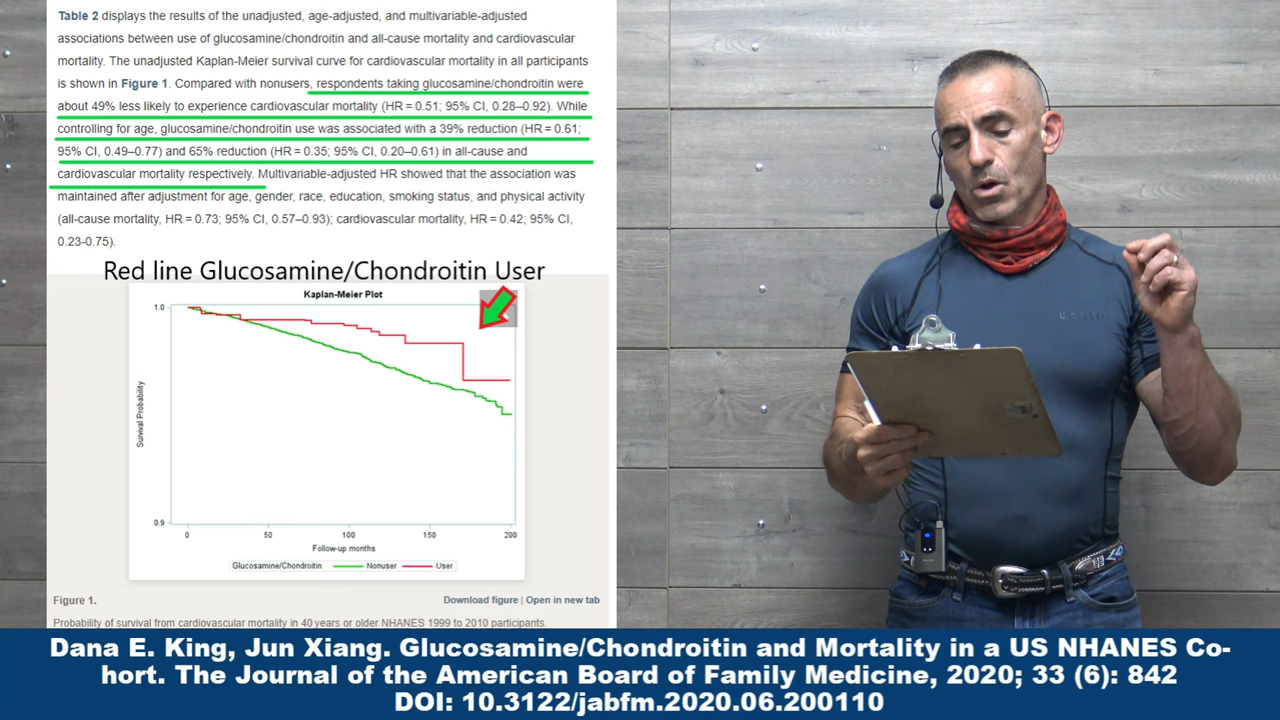 Table 2 displays the results of the unadjusted, age-adjusted, and multivariable-adjusted
associations between use of glucosamine/chondroitin and all-cause mortality and cardiovascular
mortality. The unadjusted Kaplan-Meier survival curve for cardiovascular mortality in all participants
is shown in Figure 1. Compared with nonusers, respondents taking glucosamine/chondroitin were
about 49% less likely to experience cardiovascular mortality (HR = 0.51; 95% CI, 0.28–0.92). While
controlling for age, glucosamine/chondroitin use was associated with a 39% reduction (HR = 0.61;
95% CI, 0.49–0.77) and 65% reduction (HR = 0.35; 95% CI, 0.20–0.61) in all-cause and
cardiovascular mortality respectively. Multivariable-adjusted HR showed that the association was
maintained after adjustment for age, gender, race, education, smoking status, and physical activity
(all-cause mortality, HR = 0.73; 95% CI, 0.57–0.93); cardiovascular mortality, HR = 0.42; 95% CI,
0.23-0.75).
Red line Glucosamine/Chondroitin User
Kaplan-Meier Plot
1.0
Survival Probability
0.9
0 50 100 150 200
Follow-up months
Glucosamine/Chondroitin Nonuser User
Figure 1. Download figure | Open in new tab
Probability of survival from cardiovascular mortality in 40 years or older NHANES 1999 to 2010 participants.
Dana E. King, Jun Xiang. Glucosamine/Chondroitin and Mortality in a US NHANES Co-
hort. The Journal of the American Board of Family Medicine, 2020; 33 (6): 842
DOI: 10.3122/jabfm.2020.06.200110